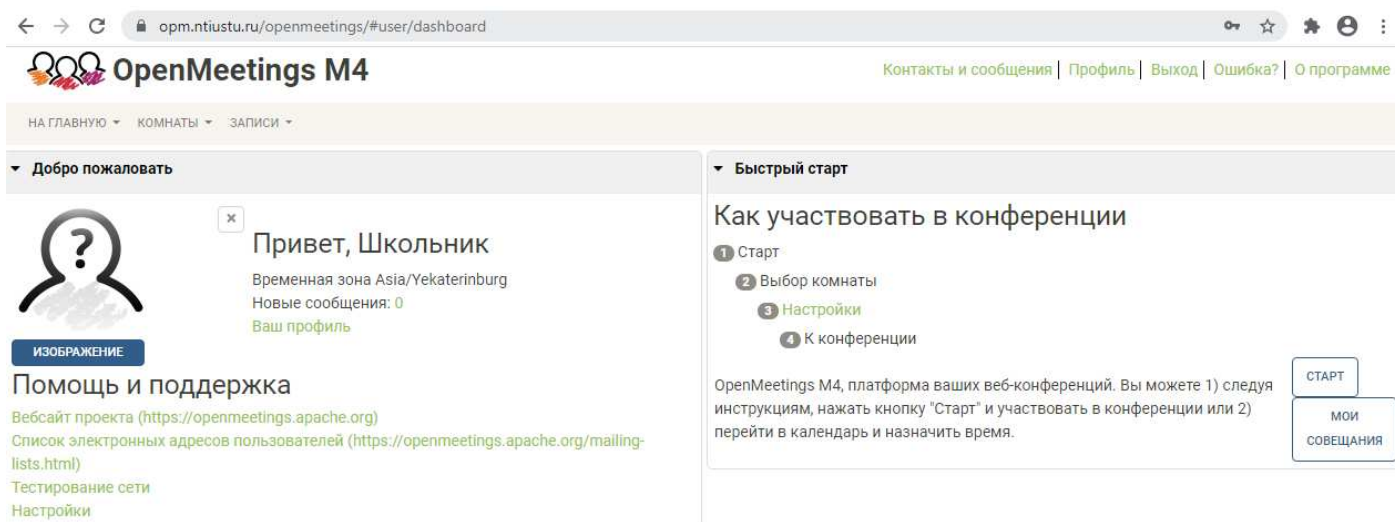 opm.ntiustu.ru/openmeetings/#user/dashboard
OpenMeetings M4
Контакты и сообщения | Профиль | Выход | Ошибка? | О программе
НА ГЛАВНУЮ КОМНАТЫ ЗАПИСИ
Добро пожаловать
?
Привет, Школьник
Временная зона Asia/Yekaterinburg
Новые сообщения: 0
Ваш профиль
ИЗОБРАЖЕНИЕ
Помощь и поддержка
Вебсайт проекта (https://openmeetings.apache.org)
Список электронных адресов пользователей (https://openmeetings.apache.org/mailing-
lists.html)
Тестирование сети
Настройки
Быстрый старт
Как участвовать в конференции
1 Старт
2 Выбор комнаты
3 Настройки
4 К конференции
OpenMeetings M4, платформа ваших веб-конференций. Вы можете 1) следуя
инструкциям, нажать кнопку "Старт" и участвовать в конференции или 2)
перейти в календарь и назначить время.
СТАРТ
МОИ
СОВЕЩАНИЯ